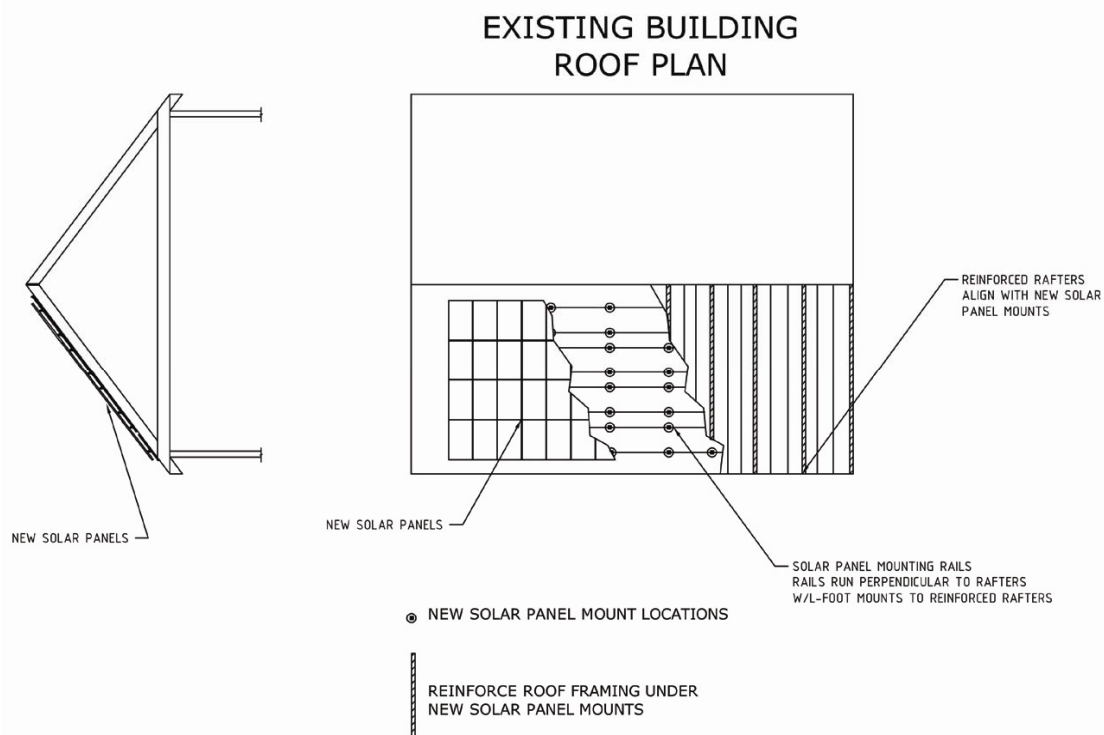 EXISTING BUILDING
ROOF PLAN
REINFORCED RAFTERS
ALIGN WITH NEW SOLAR
PANEL MOUNTS
NEW SOLAR PANELS
NEW SOLAR PANELS
SOLAR PANEL MOUNTING RAILS
RAILS RUN PERPENDICULAR TO RAFTERS
W/L-FOOT MOUNTS TO REINFORCED RAFTERS
NEW SOLAR PANEL MOUNT LOCATIONS
REINFORCE ROOF FRAMING UNDER
NEW SOLAR PANEL MOUNTS